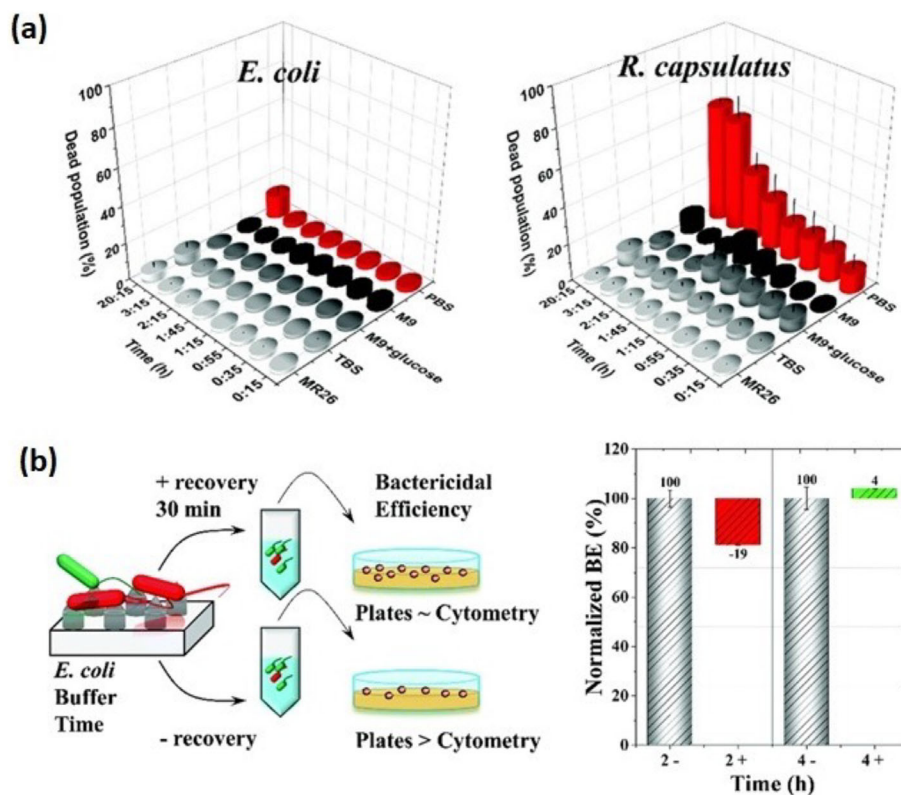 (a)
E. coli
Dead population (%)
100
80
60
40
20
0
20:15
3:15
2:15
1:45
1:15
0:55
0:35
0:15
Time (h)
PBS
M9
M9+glucose
TBS
MR26
R. capsulatus
Dead population (%)
100
80
60
40
20
0
20:15
3:15
2:15
1:45
1:15
0:55
0:35
0:15
Time (h)
PBS
M9
M9+glucose
TBS
MR26
(b)
+ recovery
30 min
Bactericidal
Efficiency
Plates ~ Cytometry
E. coli
Buffer
Time
- recovery
Plates > Cytometry
Normalized BE (%)
120
100
80
60
40
20
0
100
-19
100
4
2 -
2 +
4 -
4 +
Time (h)